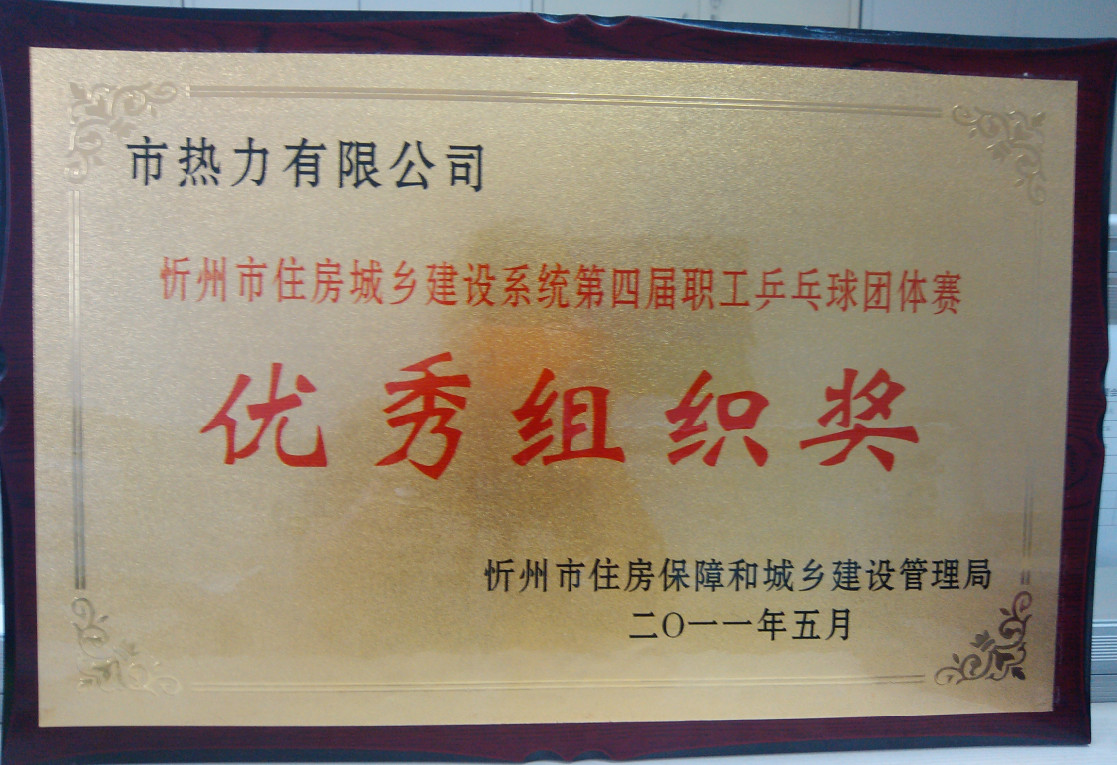 市热力有限公司
忻州市住房城乡建设系统第四届职工乒乓球团体赛
优秀组织奖
忻州市住房保障和城乡建设管理局
二〇一一年五月